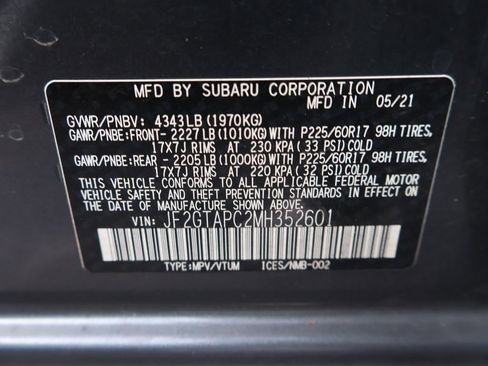 MFD BY SUBARU CORPORATION
MFD IN 05/21
GVWR/PNBV: 4343LB (1970KG)
GAWR/PNBE:FRONT- 2227LB (1010KG)WITH P225/60R17 98H TIRES,
17X7J RIMS AT 230 KPA ( 33 PSI)COLD
GAWR/PNBE:REAR - 2205LB (1000KG)WITH P225/60R17 98H TIRES,
17X7J RIMS AT 220 KPA ( 32 PSI)COLD
THIS VEHICLE CONFORMS TO ALL APPLICABLE U.S. FEDERAL MOTOR
VEHICLE SAFETY AND THEFT PREVENTION STANDARDS IN EFFECT ON
THE DATE OF MANUFACTURE SHOWN ABOVE.
VIN: JF2GTAPC2MH352601
TYPE:MPV/VTUM ICES/NMB-002